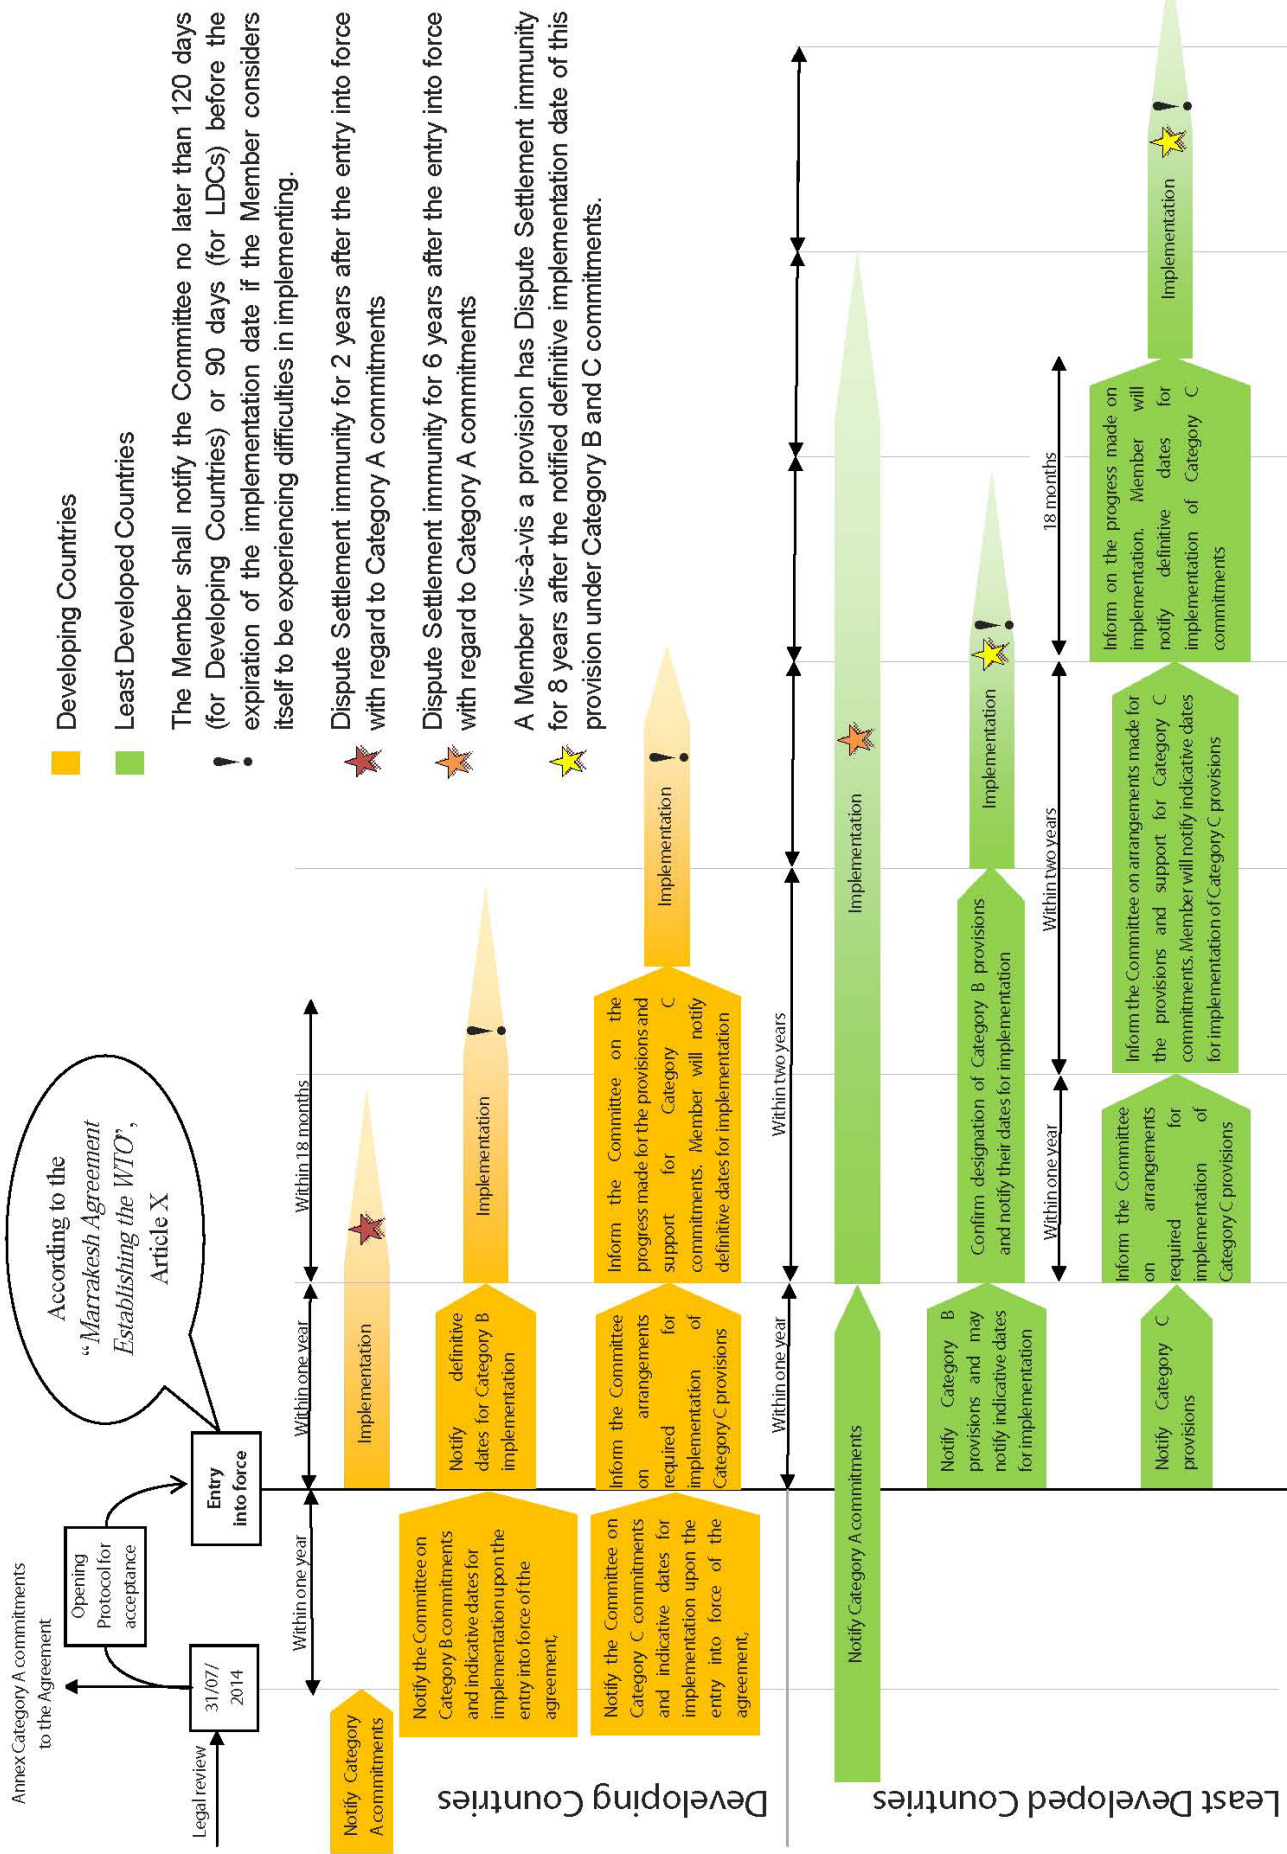 Annex Category A commitments
to the Agreement
Legal review
31/07/
2014
Opening
Protocol for
acceptance
Entry
into force
According to the
“Marrakesh Agreement
Establishing the WTO”,
Article X
Developing Countries
Least Developed Countries
! The Member shall notify the Committee no later than 120 days
(for Developing Countries) or 90 days (for LDCs) before the
expiration of the implementation date if the Member considers
itself to be experiencing difficulties in implementing.
Dispute Settlement immunity for 2 years after the entry into force
with regard to Category A commitments
Dispute Settlement immunity for 6 years after the entry into force
with regard to Category A commitments
A Member vis-à-vis a provision has Dispute Settlement immunity
for 8 years after the notified definitive implementation date of this
provision under Category B and C commitments.
Developing Countries
Within one year
Within one year
Within 18 months
Notify Category
A commitments
Implementation
Notify the Committee on
Category B commitments
and indicative dates for
implementation upon the
entry into force of the
agreement,
Notify definitive
dates for Category B
implementation
Implementation
!
Notify the Committee on
Category C commitments
and indicative dates for
implementation upon the
entry into force of the
agreement,
Inform the Committee
on arrangements
required for
implementation of
Category C provisions
Inform the Committee on the
progress made for the provisions and
support for Category C
commitments. Member will notify
definitive dates for implementation
Implementation
!
Least Developed Countries
Within one year
Within two years
Notify Category A commitments
Implementation
Notify Category B
provisions and may
notify indicative dates
for implementation
Confirm designation of Category B provisions
and notify their dates for implementation
Implementation
!
Within one year
Within two years
18 months
Notify Category C
provisions
Inform the Committee
on arrangements
required for
implementation of
Category C provisions
Inform the Committee on arrangements made for
the provisions and support for Category C
commitments. Member will notify indicative dates
for implementation of Category C provisions
Inform on the progress made on
implementation. Member will
notify definitive dates for
implementation of Category C
commitments
Implementation
!